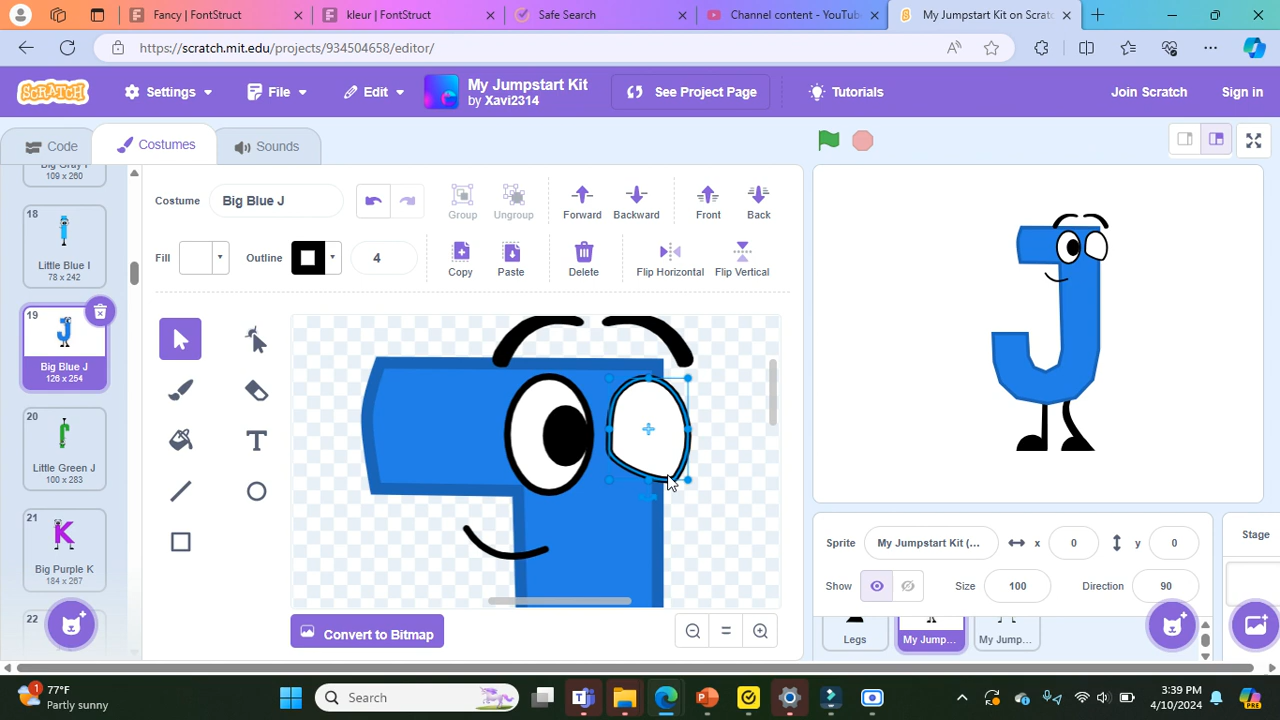 Fancy | FontStruct
kleur | FontStruct
Safe Search
Channel content - YouTube
My Jumpstart Kit on Scratc
https://scratch.mit.edu/projects/934504658/editor/
SCRATCH
Settings
File
Edit
My Jumpstart Kit
by Xavi2314
See Project Page
Tutorials
Join Scratch
Sign in
Code
Costumes
Sounds
109 x 260
18
Little Blue I
78 x 242
19
Big Blue J
126 x 254
20
Little Green J
100 x 283
21
Big Purple K
184 x 267
22
Costume
Big Blue J
Group
Ungroup
Forward
Backward
Front
Back
Fill
Outline
4
Copy
Paste
Delete
Flip Horizontal
Flip Vertical
Convert to Bitmap
Sprite
My Jumpstart Kit (...
x
0
y
0
Show
Size
100
Direction
90
Stage
Legs
My Jump...
My Jump...
1
77°F
Partly sunny
Search
3:39 PM
4/10/2024
PRE